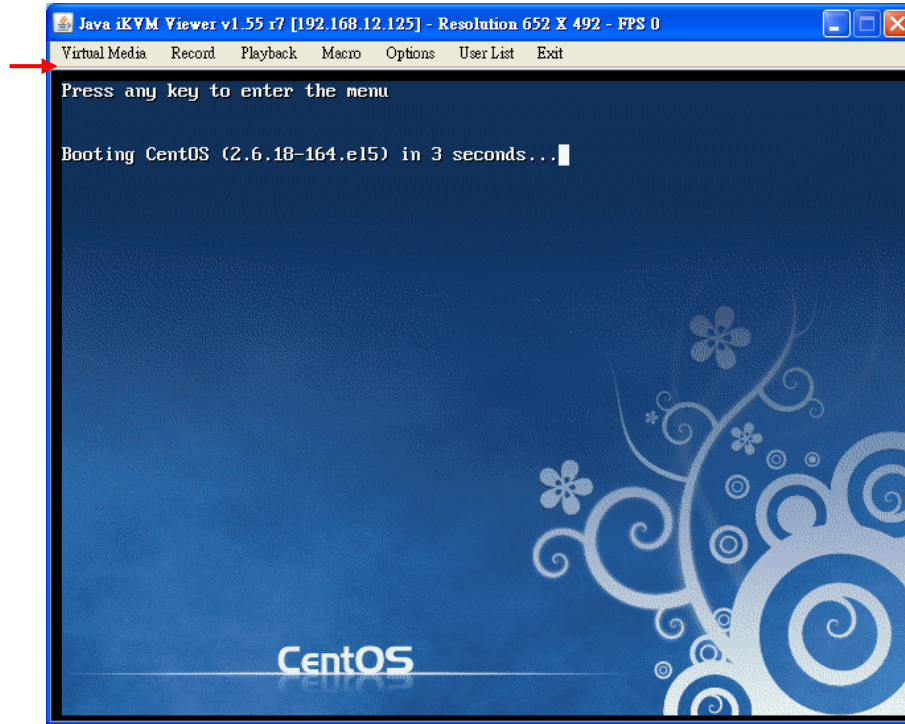 Java iKVM Viewer v1.55 r7 [192.168.12.125] - Resolution 652 X 492 - FPS 0
Virtual Media Record Playback Macro Options User List Exit
Press any key to enter the menu
Booting CentOS (2.6.18-164.el5) in 3 seconds...
CentOS